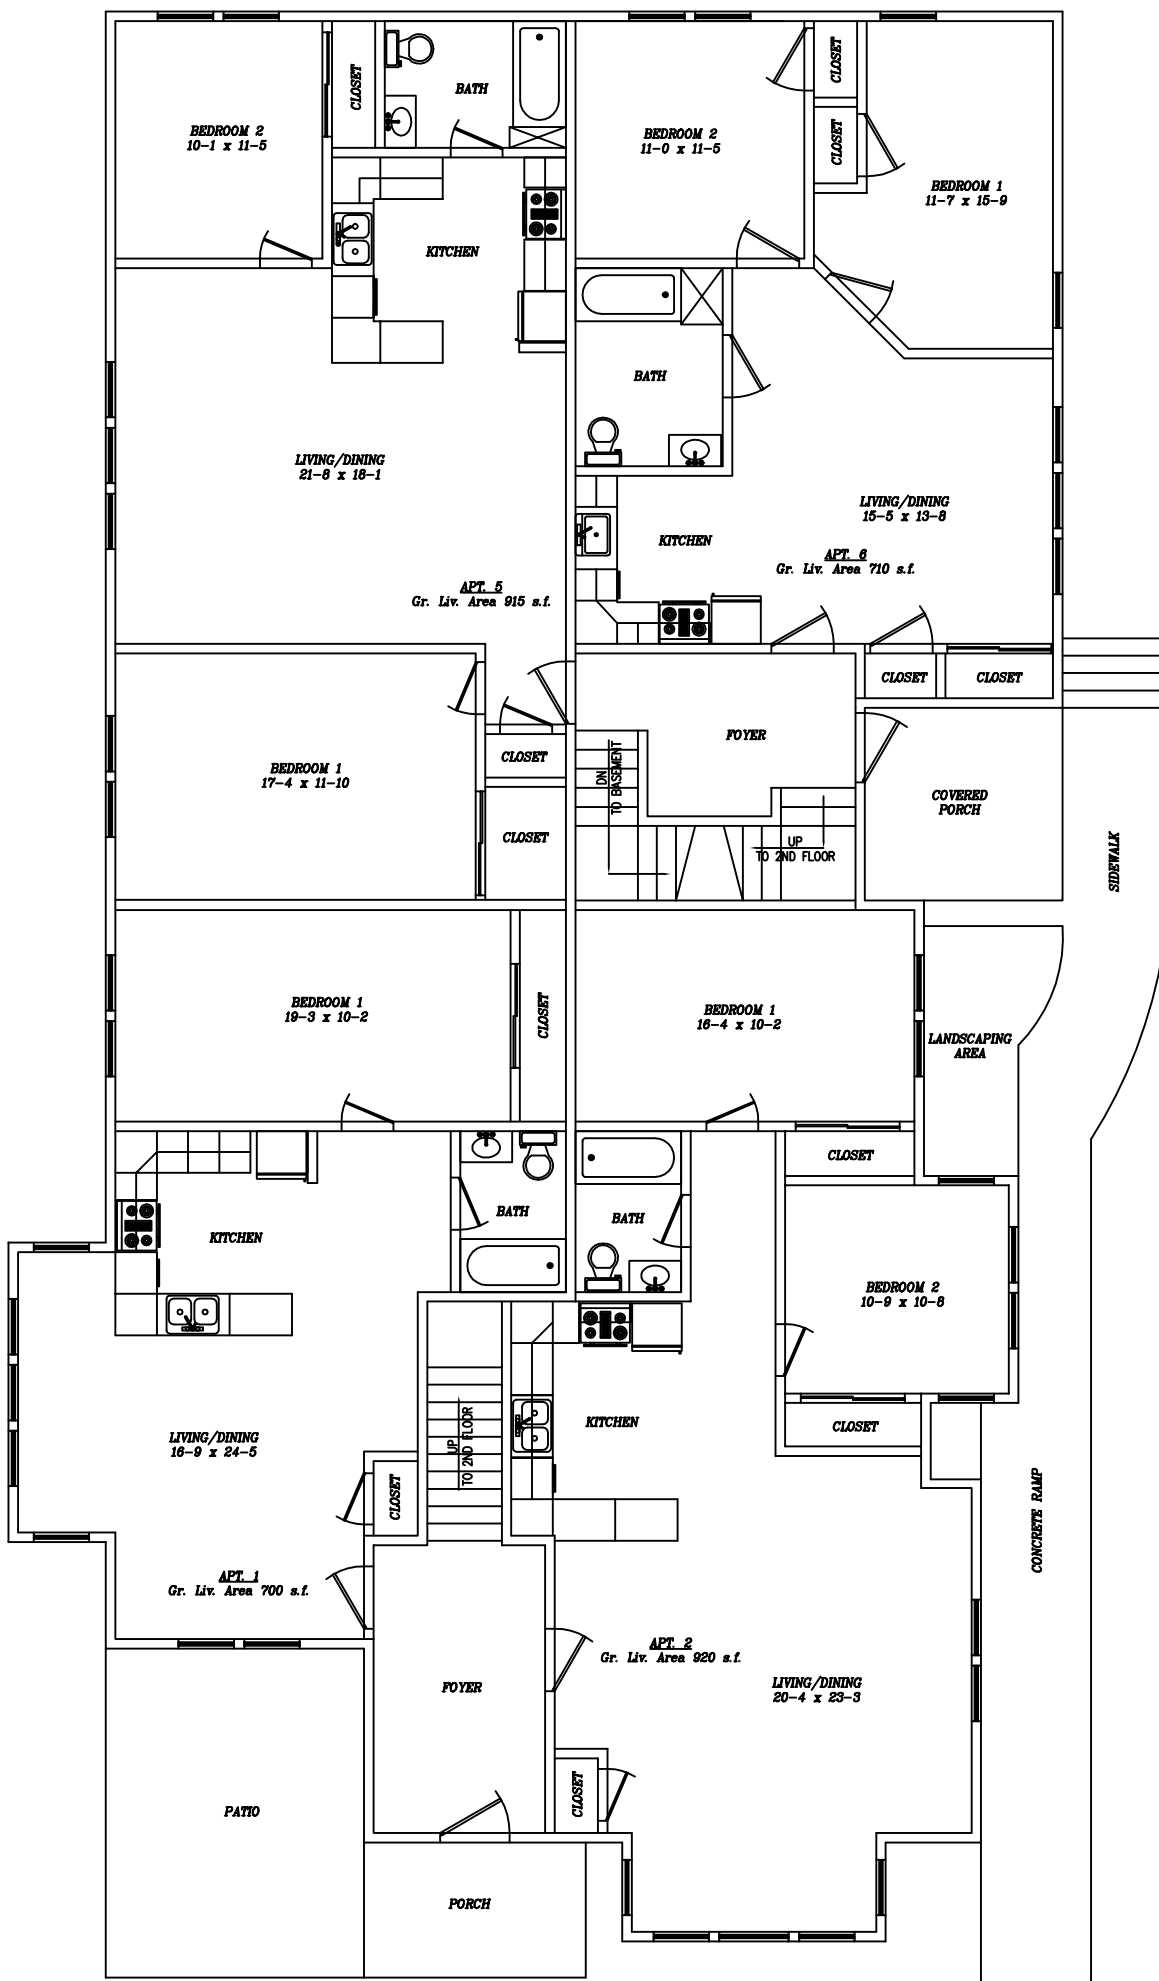 BEDROOM 2
10-1 x 11-5
CLOSET
BATH
KITCHEN
LIVING/DINING
21-8 x 18-1
APT. 5
Gr. Liv. Area 915 s.f.
BEDROOM 1
17-4 x 11-10
CLOSET
CLOSET
BEDROOM 2
11-0 x 11-5
CLOSET
CLOSET
BEDROOM 1
11-7 x 15-9
BATH
KITCHEN
LIVING/DINING
15-5 x 13-8
APT. 6
Gr. Liv. Area 710 s.f.
CLOSET
CLOSET
FOYER
DN
TO BASEMENT
UP
TO 2ND FLOOR
COVERED
PORCH
SIDEWALK
BEDROOM 1
19-3 x 10-2
CLOSET
BEDROOM 1
16-4 x 10-2
LANDSCAPING
AREA
CLOSET
BATH
BATH
KITCHEN
BEDROOM 2
10-9 x 10-8
CLOSET
KITCHEN
LIVING/DINING
16-9 x 24-5
CLOSET
UP
TO 2ND FLOOR
CONCRETE RAMP
APT. 1
Gr. Liv. Area 700 s.f.
APT. 2
Gr. Liv. Area 920 s.f.
FOYER
LIVING/DINING
20-4 x 23-3
CLOSET
PATIO
PORCH